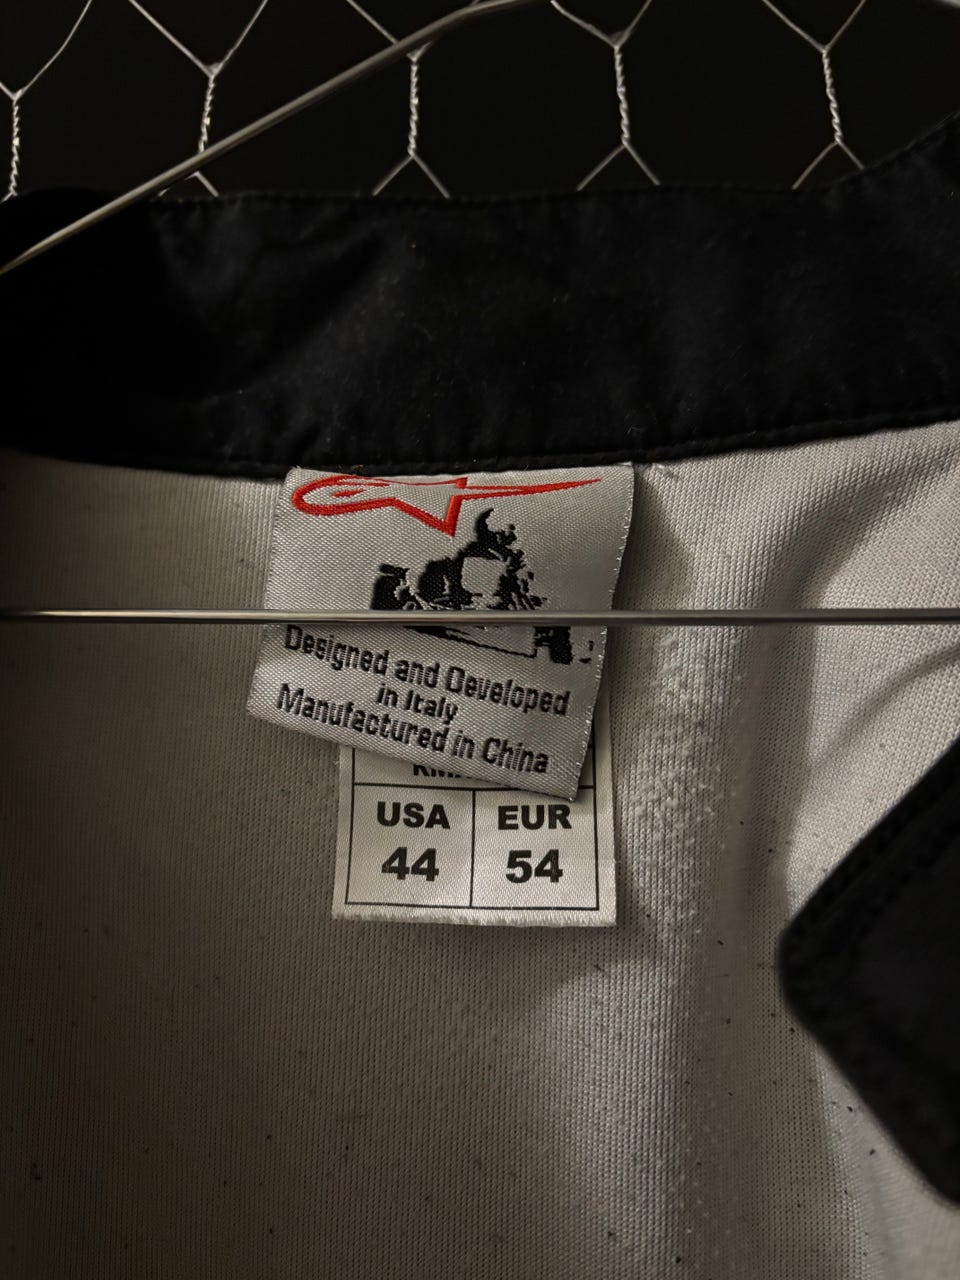 Designed and Developed
in Italy
Manufactured in China
USA EUR
44 54